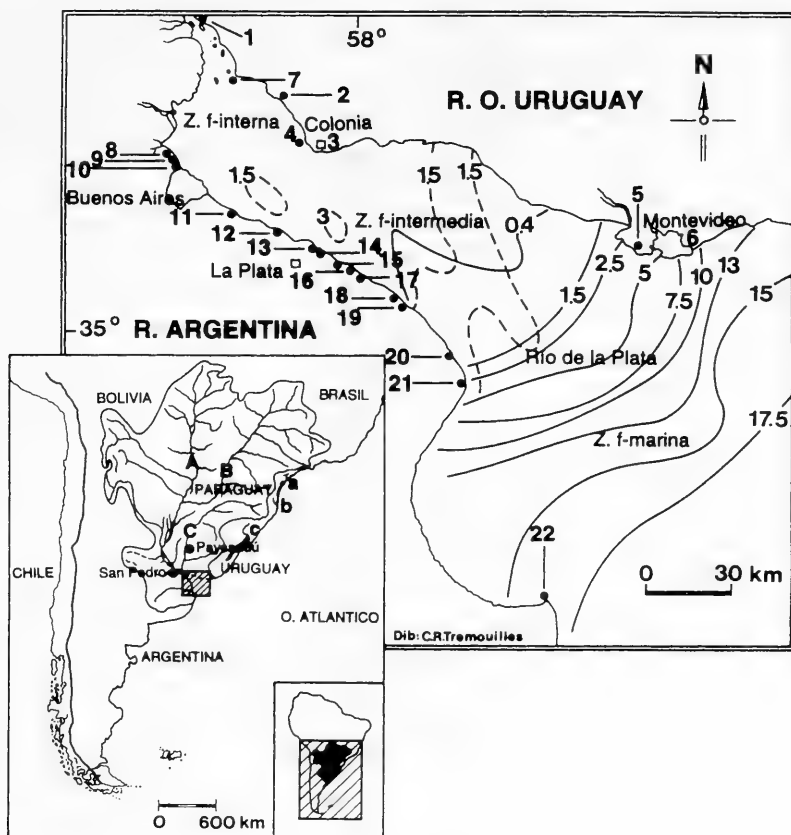 58°
1
N
7
2
R. O. URUGUAY
Z. f-interna
4
Colonia
3
8
9
10
1.5
1.5
1.5
5
Buenos Aires
Z. f-intermedia
0.4
Montevideo
11
3
6
12
2.5
5
10
13
13
14
La Plata
15
16
17
1.5
7.5
15
18
19
35°
R. ARGENTINA
Río de la Plata
20
21
17.5
Z. f-marina
22
0
30 km
Dib: C.R.Tremouilles
BOLIVIA
BRASIL
A
B
PARAGUAY
a
b
C
c
Paysandú
San Pedro
URUGUAY
CHILE
O. ATLANTICO
ARGENTINA
0
600 km